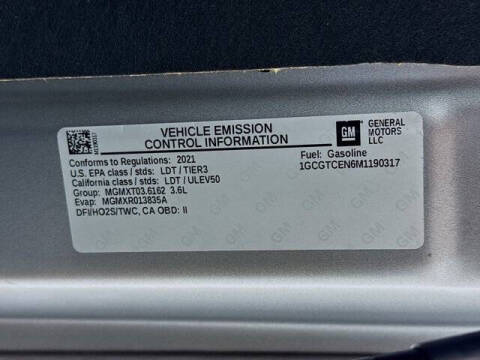 VEHICLE EMISSION
CONTROL INFORMATION
GM
GENERAL
MOTORS
LLC
Conforms to Regulations: 2021
U.S. EPA class / stds: LDT / TIER3
California class / stds: LDT / ULEV50
Group: MGMXT03.6162 3.6L
Evap: MGMXR013835A
DFI/HO2S/TWC, CA OBD: II
Fuel: Gasoline
1GCGTCEN6M1190317